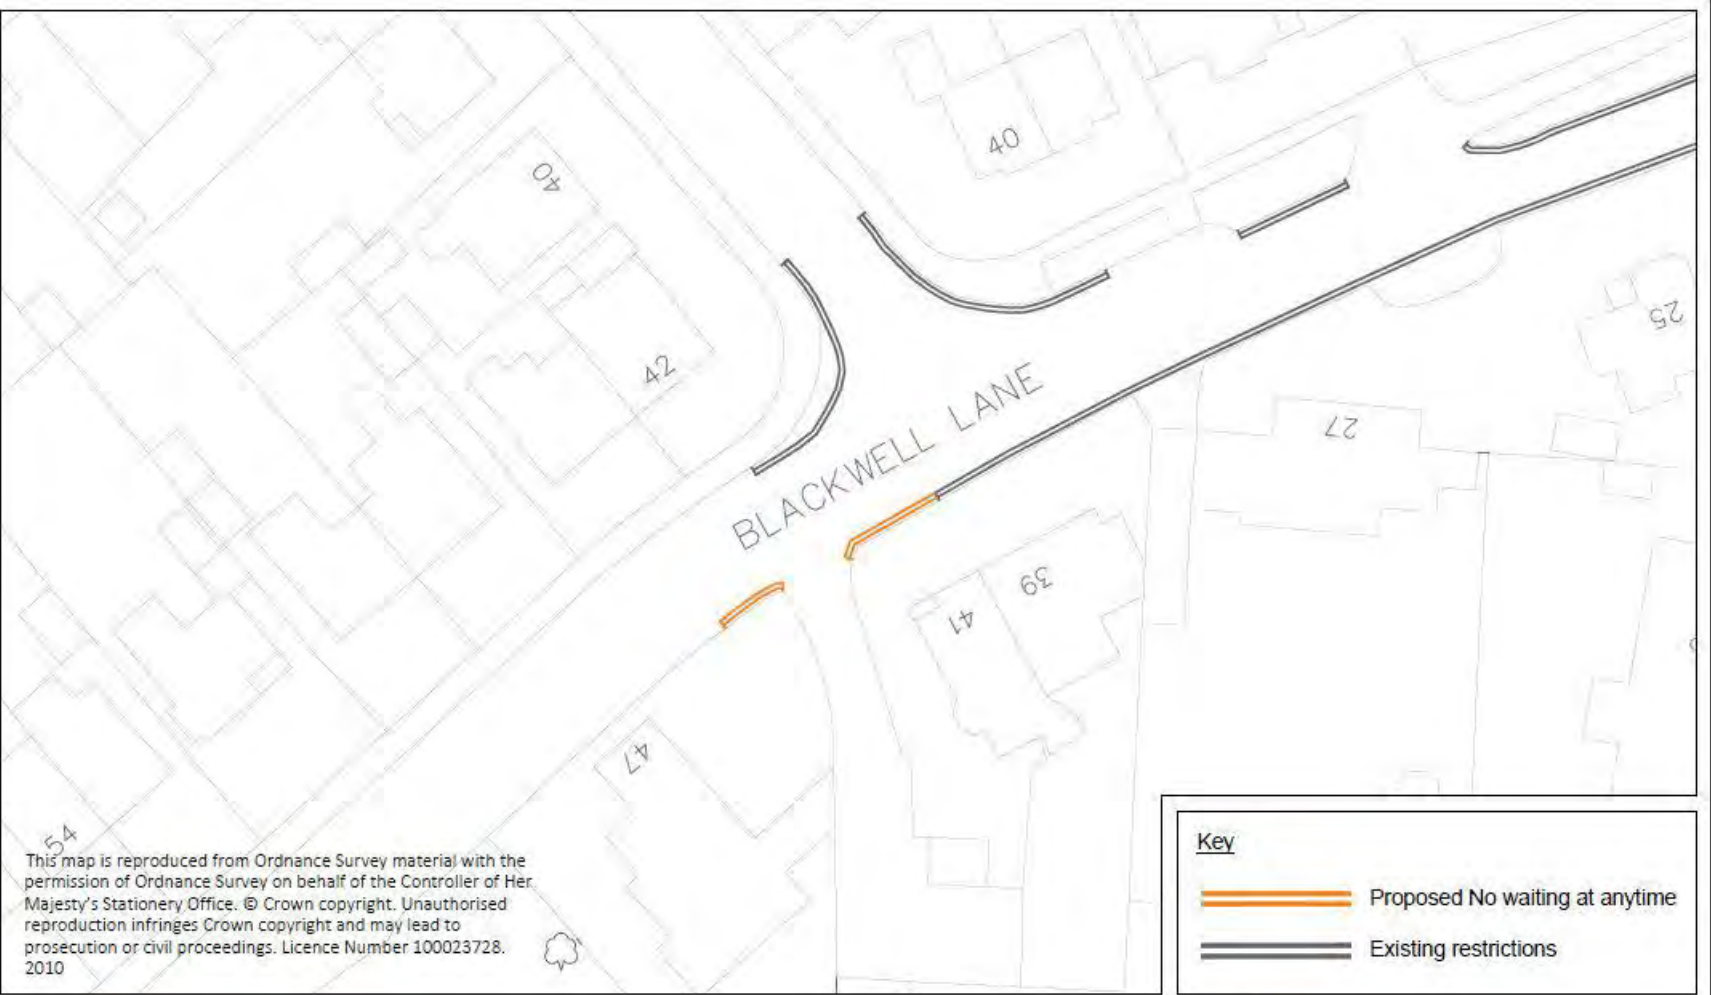 40
40
42
25
27
BLACKWELL LANE
39
41
47
54
This map is reproduced from Ordnance Survey material with the
permission of Ordnance Survey on behalf of the Controller of Her
Majesty's Stationery Office. © Crown copyright. Unauthorised
reproduction infringes Crown copyright and may lead to
prosecution or civil proceedings. Licence Number 100023728.
2010
Key
Proposed No waiting at anytime
Existing restrictions